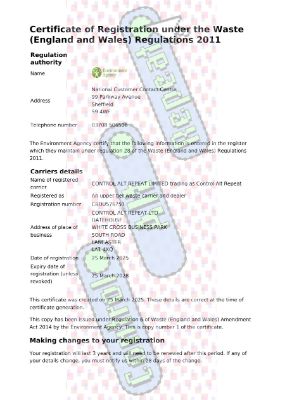 Certificate of Registration under the Waste
(England and Wales) Regulations 2011
Regulation
authority
Name
Environment
Agency
National Customer Contact Centre
99 Parkway Avenue
Address
Sheffield
S9 4WF
Telephone number
03708 506506
The Environment Agency certify that the following information is entered in the register
which they maintain under regulation 28 of the Waste (England and Wales) Regulations
2011.
Carriers details
Name of registered
carrier
CONTROL ALT REPEAT LIMITED trading as Control Alt Repeat
Registered as
An upper tier waste carrier and dealer
Registration number
CONTROL ALT REPEAT LTD
GATEHOUSE
Address of place of
business
WHITE CROSS BUSINESS PARK
SOUTH ROAD
LANCASTER
LA1 4XQ
Date of registration
25 March 2025
Expiry date of
registration (unless
revoked)
25 March 2028
This certificate was created on 25 March 2025. These details are correct at the time of
certificate generation.
This copy has been issued under Regulation 6 of Waste (England and Wales) Amendment
Act 2014 by the Environment Agency. This is copy number 1 of the certificate.
Making changes to your registration
Your registration will last 3 years and will need to be renewed after this period. If any of
your details change, you must notify us within 28 days of the change.